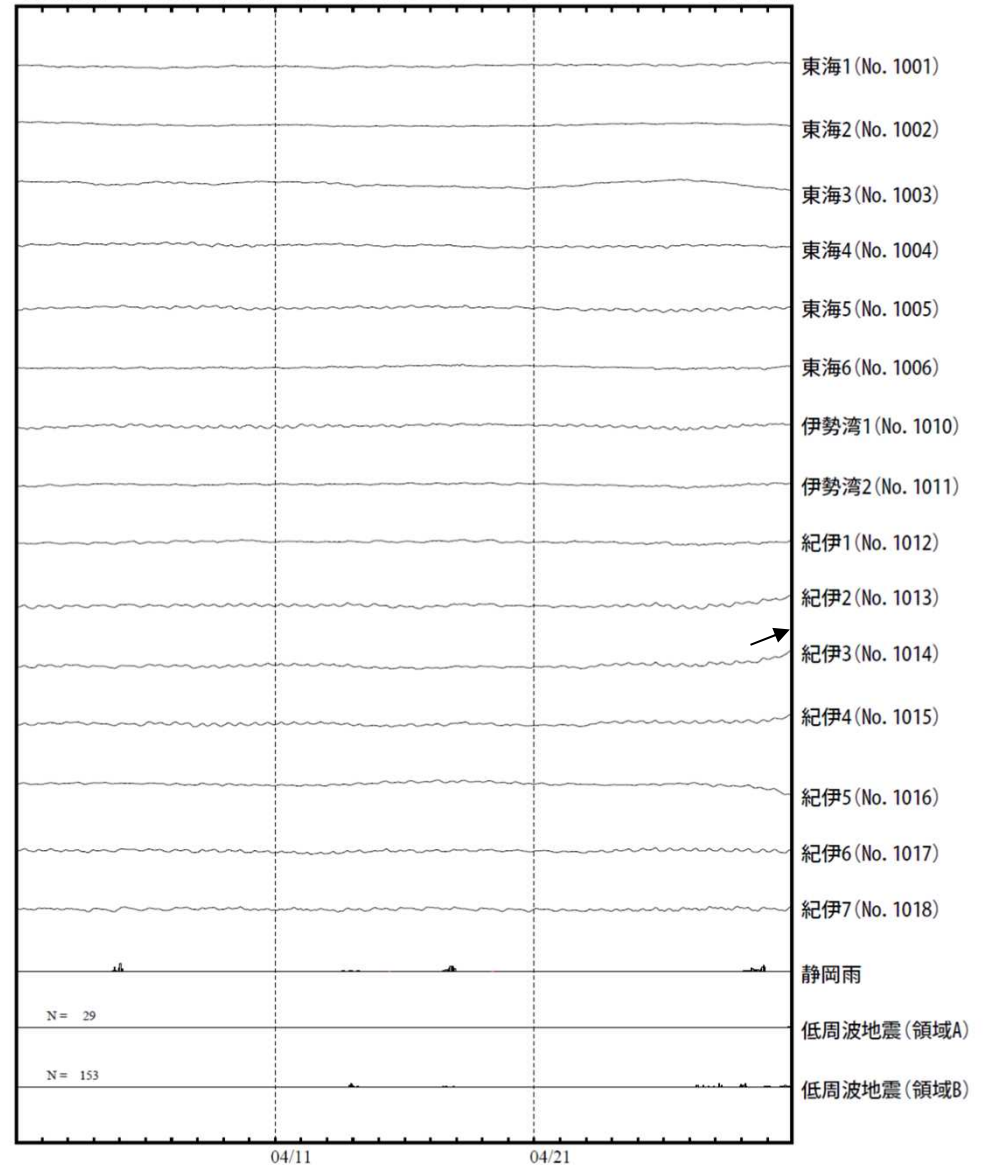 東海1(No. 1001)
東海2(No. 1002)
東海3(No. 1003)
東海4(No. 1004)
東海5(No. 1005)
東海6(No. 1006)
伊勢湾1(No. 1010)
伊勢湾2(No. 1011)
紀伊1(No. 1012)
紀伊2(No. 1013)
紀伊3(No. 1014)
紀伊4(No. 1015)
紀伊5(No. 1016)
紀伊6(No. 1017)
紀伊7(No. 1018)
静岡雨
N= 29
低周波地震(領域A)
N= 153
低周波地震(領域B)
04/11 04/21